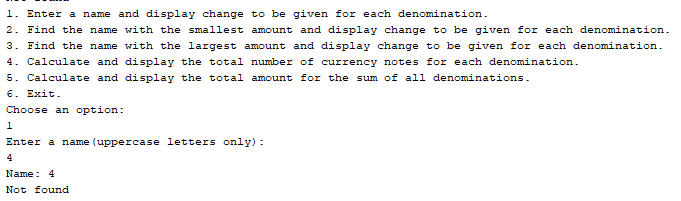 1. Enter a name and display change to be given for each denomination.
2. Find the name with the smallest amount and display change to be given for each denomination.
3. Find the name with the largest amount and display change to be given for each denomination.
4. Calculate and display the total number of currency notes for each denomination.
5. Calculate and display the total amount for the sum of all denominations.
6. Exit.
Choose an option:
1
Enter a name(uppercase letters only):
4
Name: 4
Not found